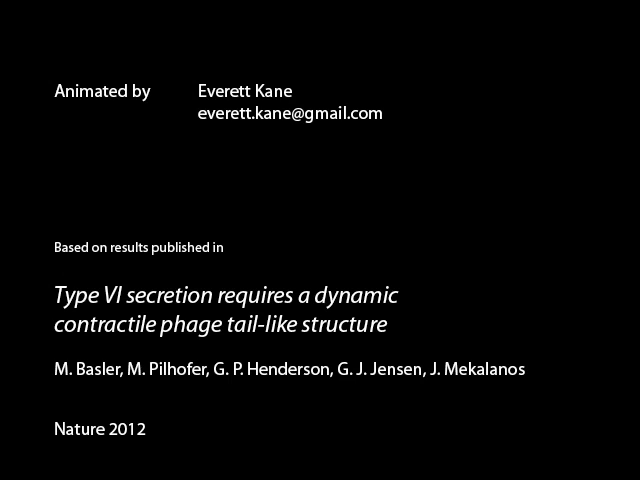 Animated by Everett Kane
everett.kane@gmail.com
Based on results published in
Type VI secretion requires a dynamic
contractile phage tail-like structure
M. Basler, M. Pilhofer, G. P. Henderson, G. J. Jensen, J. Mekalanos
Nature 2012